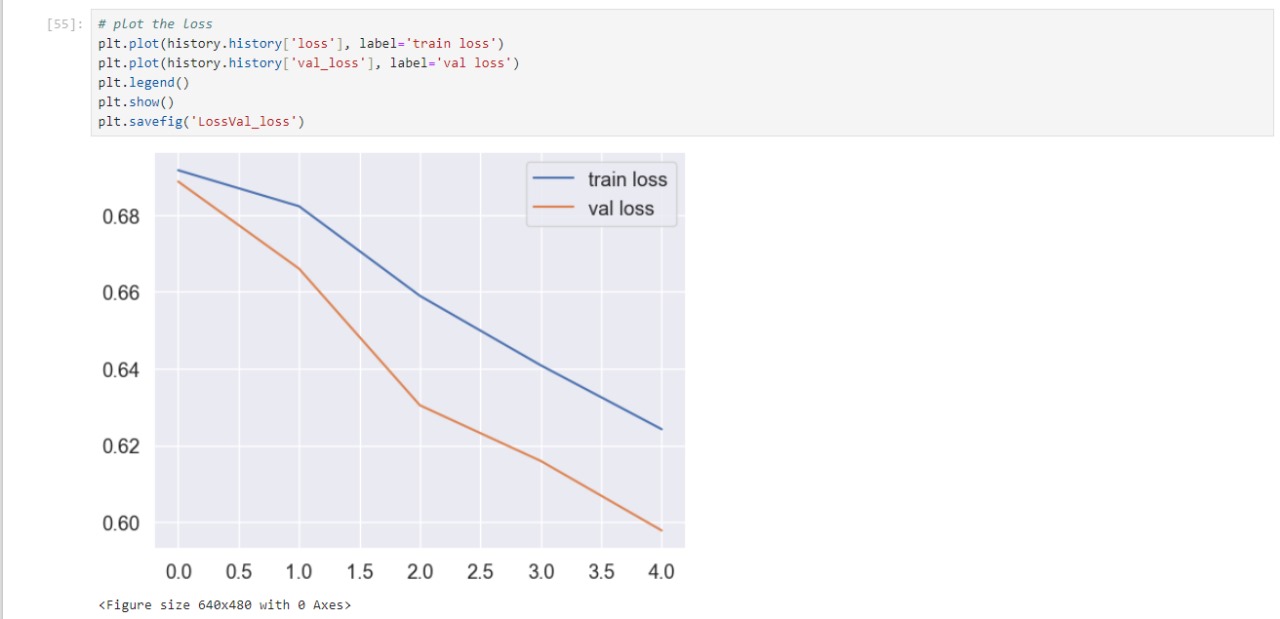 [55]: # plot the loss
plt.plot(history.history['loss'], label='train loss')
plt.plot(history.history['val_loss'], label='val loss')
plt.legend()
plt.show()
plt.savefig('LossVal_loss')
train loss
val loss
0.68
0.66
0.64
0.62
0.60
0.0 0.5 1.0 1.5 2.0 2.5 3.0 3.5 4.0
<Figure size 640x480 with 0 Axes>